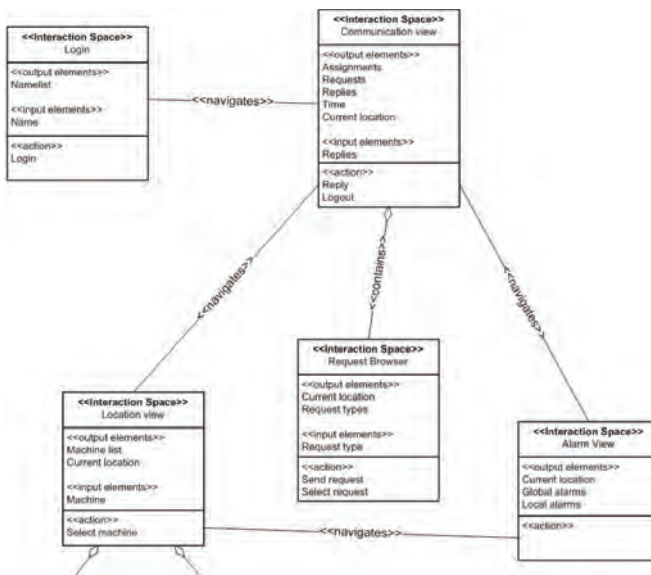 <<Interaction Space>>
Login
<<output elements>>
Namelist
<<input elements>>
Name
<<action>>
Login
<<navigates>>
<<Interaction Space>>
Communication view
<<output elements>>
Assignments
Requests
Replies
Time
Current location
<<input elements>>
Replies
<<action>>
Reply
Logout
<<navigates>>
<<contains>>
<<navigates>>
<<Interaction Space>>
Request Browser
<<output elements>>
Current location
Request types
<<input elements>>
Request type
<<action>>
Send request
Select request
<<Interaction Space>>
Location view
<<output elements>>
Machine list
Current location
<<input elements>>
Machine
<<action>>
Select machine
<<navigates>>
<<Interaction Space>>
Alarm View
<<output elements>>
Current location
Global alarms
Local alarms
<<action>>